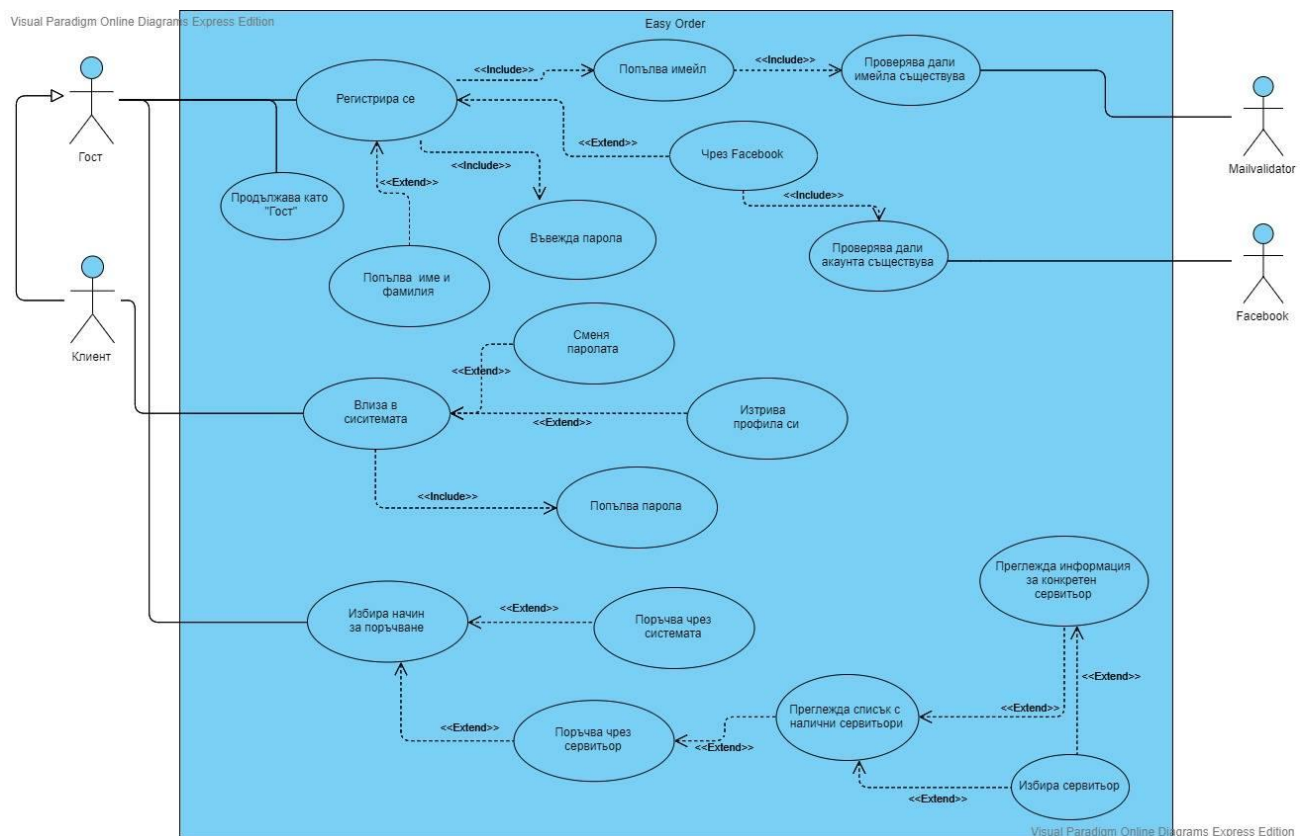 Visual Paradigm Online Diagrams Express Edition
Easy Order
<<Include>>
Попълва имейл
<<Include>>
Проверява дали
имейла съществува
Регистрира се
<<Extend>>
Чрез Facebook
Гост
Mailvalidator
<<Include>>
<<Extend>>
<<Include>>
Продължава като
"Гост"
Въвежда парола
Проверява дали
акаунта съществува
Попълва име и
фамилия
Facebook
Клиент
Сменя
паролата
<<Extend>>
Влиза в
сиситемата
<<Extend>>
Изтрива
профила си
<<Include>>
Попълва парола
Преглежда информация
за конкретен
сервитьор
Избира начин
за поръчване
<<Extend>>
Поръчва чрез
системата
<<Extend>>
Преглежда списък с
налични сервитьори
<<Extend>>
<<Extend>>
Поръчва чрез
сервитьор
<<Extend>>
<<Extend>>
Избира сервитьор
Visual Paradigm Online Diagrams Express Edition